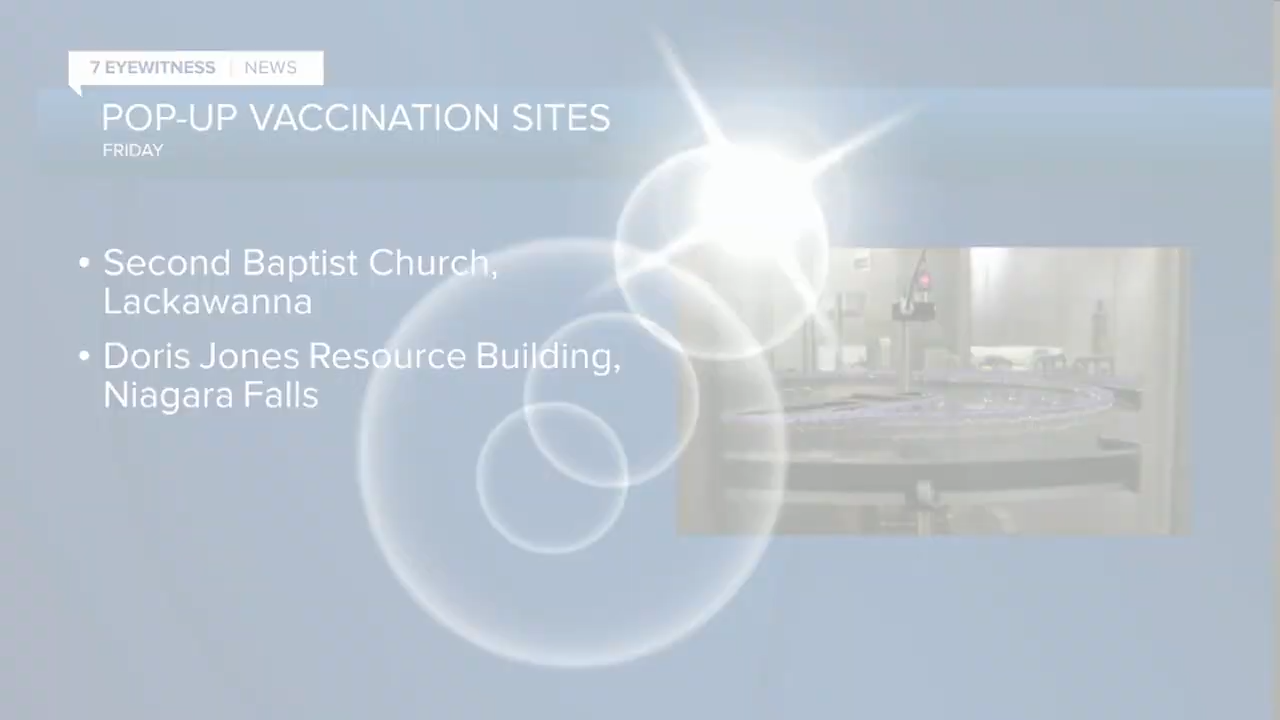 7 EYEWITNESS | NEWS
POP-UP VACCINATION SITES
FRIDAY
• Second Baptist Church,
Lackawanna
• Doris Jones Resource Building,
Niagara Falls